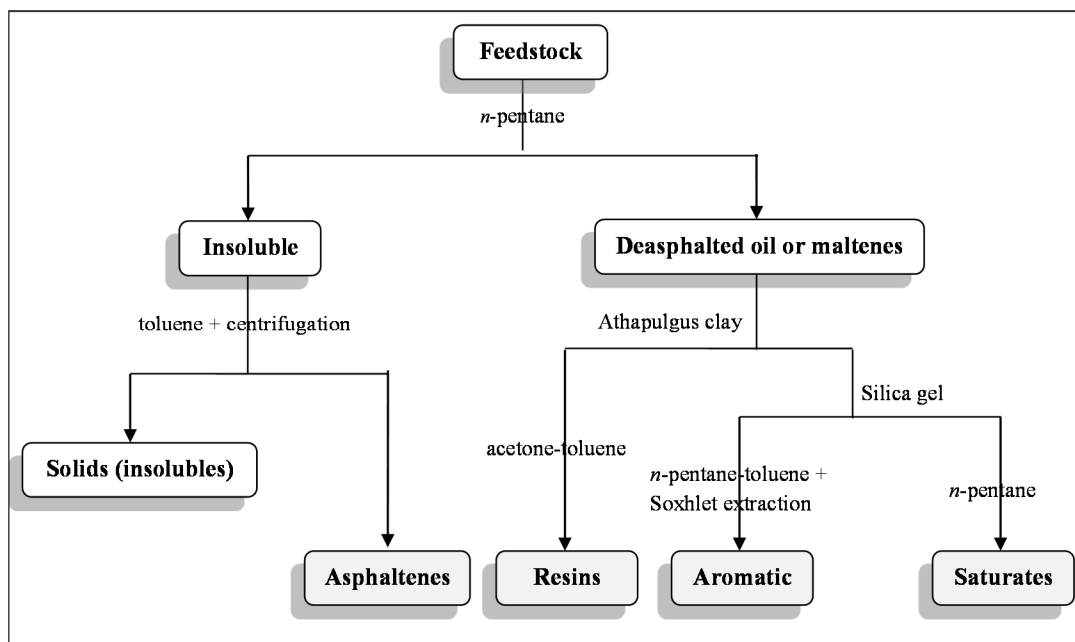 Feedstock
n-pentane
Insoluble
Deasphalted oil or maltenes
toluene + centrifugation
Athapulgus clay
Silica gel
Solids (insolubles)
acetone-toluene
n-pentane-toluene +
Soxhlet extraction
n-pentane
Asphaltenes
Resins
Aromatic
Saturates